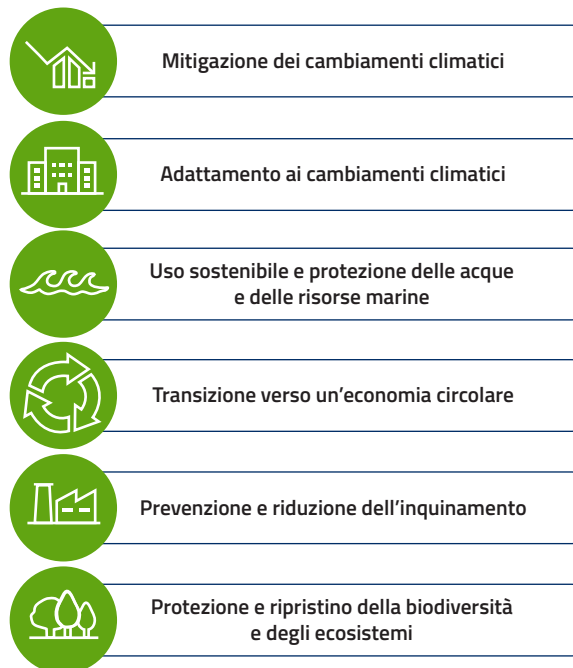 Mitigazione dei cambiamenti climatici
Adattamento ai cambiamenti climatici
Uso sostenibile e protezione delle acque
e delle risorse marine
Transizione verso un’economia circolare
Prevenzione e riduzione dell’inquinamento
Protezione e ripristino della biodiversità
e degli ecosistemi